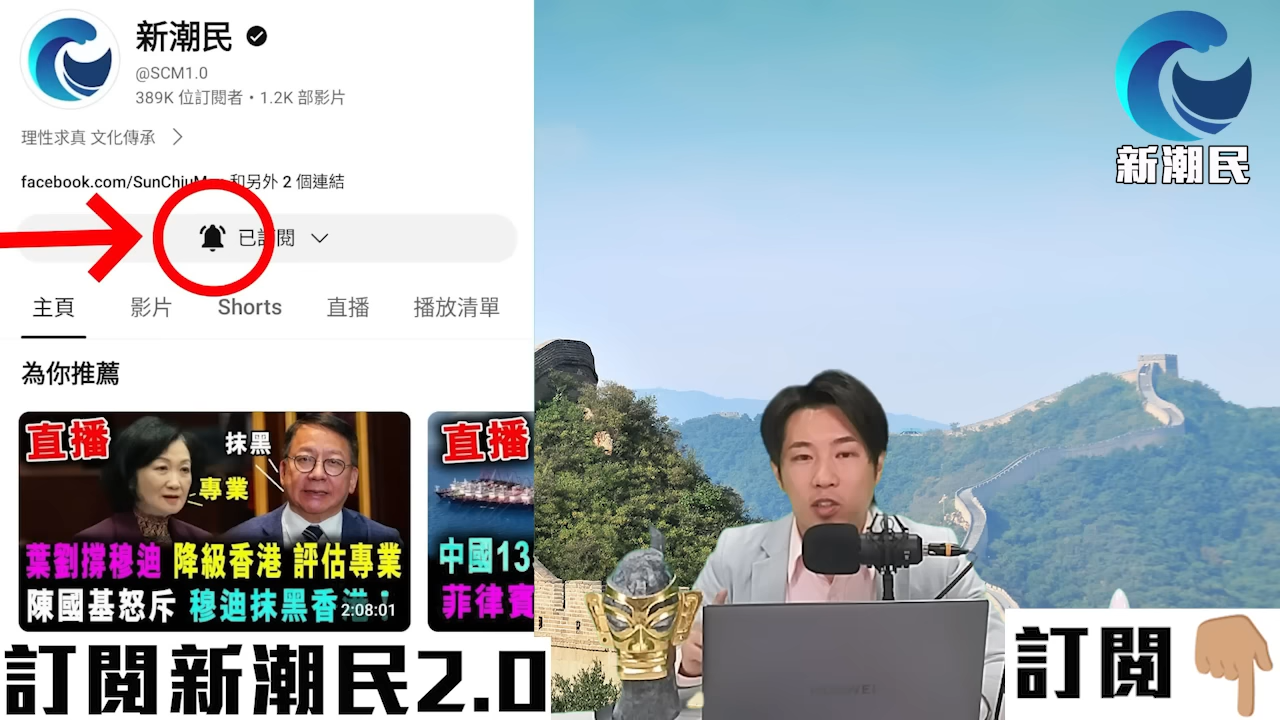 新潮民
@SCM1.0
389K 位訂閱者・1.2K 部影片
理性求真 文化傳承
facebook.com/SunChiuM 和另外 2 個連結
已訂閱
主頁 影片 Shorts 直播 播放清單
為你推薦
直播
抹黑
專業
葉劉撐穆迪 降級香港 評估專業
陳國基怒斥 穆迪抹黑香港！
2:08:01
直播
中國13
菲律賓
訂閱新潮民2.0
新潮民
訂閱